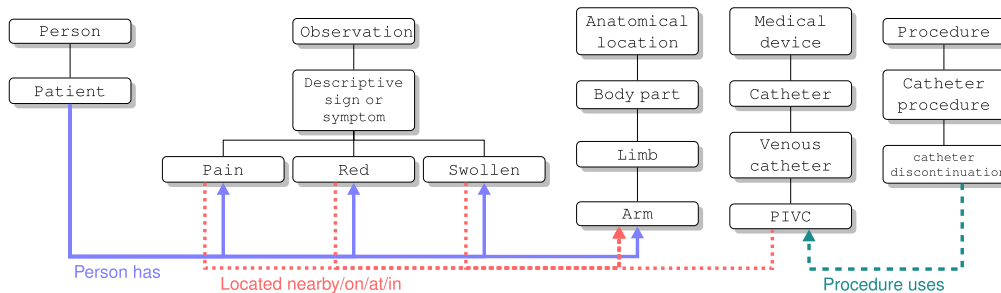 Person
Patient
Observation
Descriptive
sign or
symptom
Pain
Red
Swollen
Anatomical
location
Body part
Limb
Arm
Medical
device
Catheter
Venous
catheter
PIVC
Procedure
Catheter
procedure
catheter
discontinuation
Person has
Located nearby/on/at/in
Procedure uses